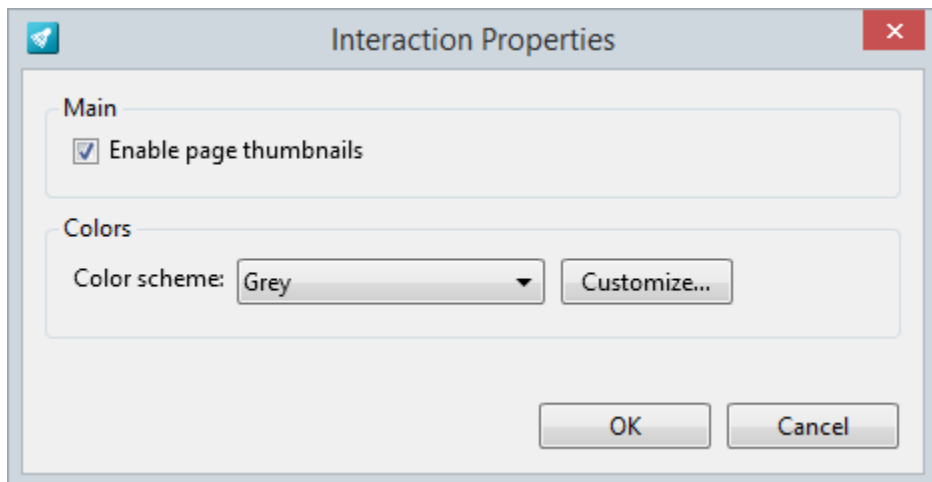 Interaction Properties
Main
Enable page thumbnails
Colors
Color scheme: Grey Customize...
OK Cancel